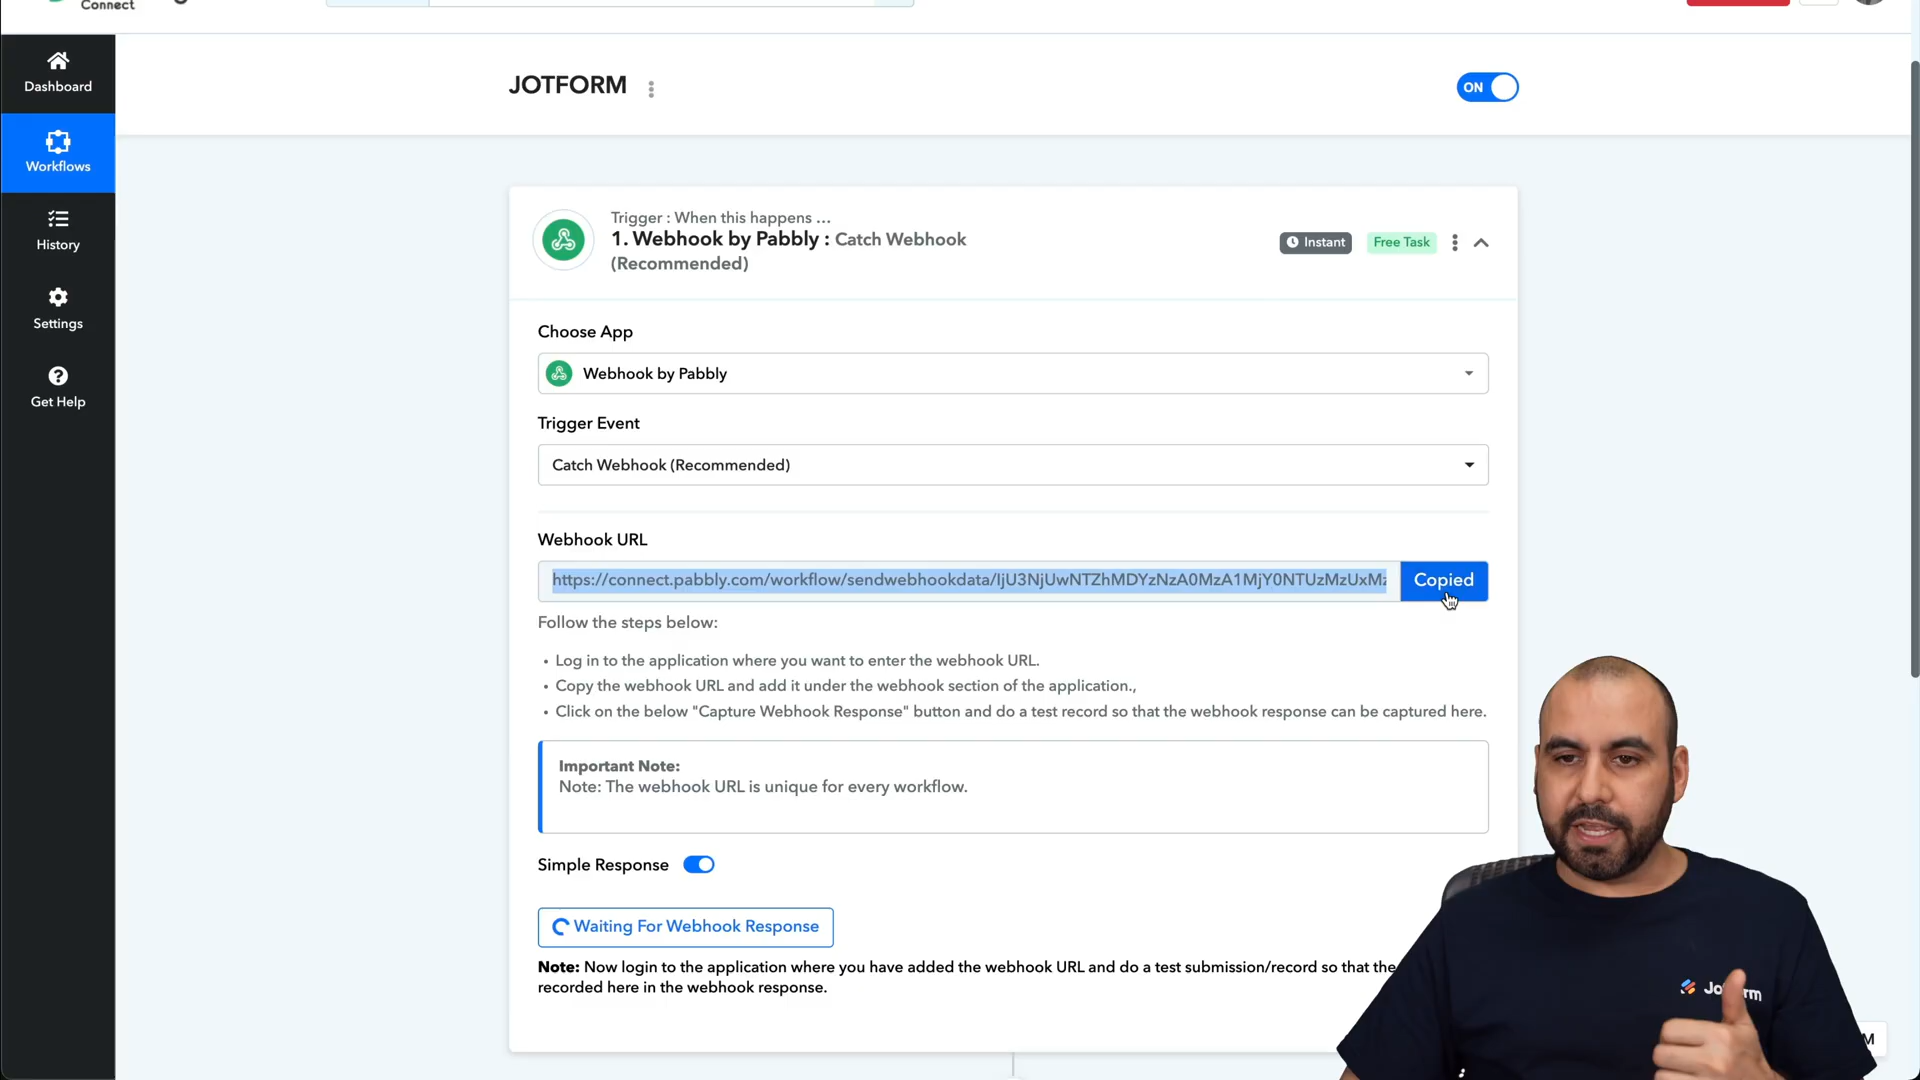 Connect
JOTFORM
ON
Dashboard
Workflows
History
Settings
Get Help
Trigger : When this happens ...
1. Webhook by Pabbly : Catch Webhook
(Recommended)
Instant
Free Task
Choose App
Webhook by Pabbly
Trigger Event
Catch Webhook (Recommended)
Webhook URL
https://connect.pabbly.com/workflow/sendwebhookdata/IjU3NjUwNTZhMDYzNzA0MzA1MjY0NTUzMzUxMz
Copied
Follow the steps below:
• Log in to the application where you want to enter the webhook URL.
• Copy the webhook URL and add it under the webhook section of the application.,
• Click on the below "Capture Webhook Response" button and do a test record so that the webhook response can be captured here.
Important Note:
Note: The webhook URL is unique for every workflow.
Simple Response
Waiting For Webhook Response
Note: Now login to the application where you have added the webhook URL and do a test submission/record so that the
recorded here in the webhook response.